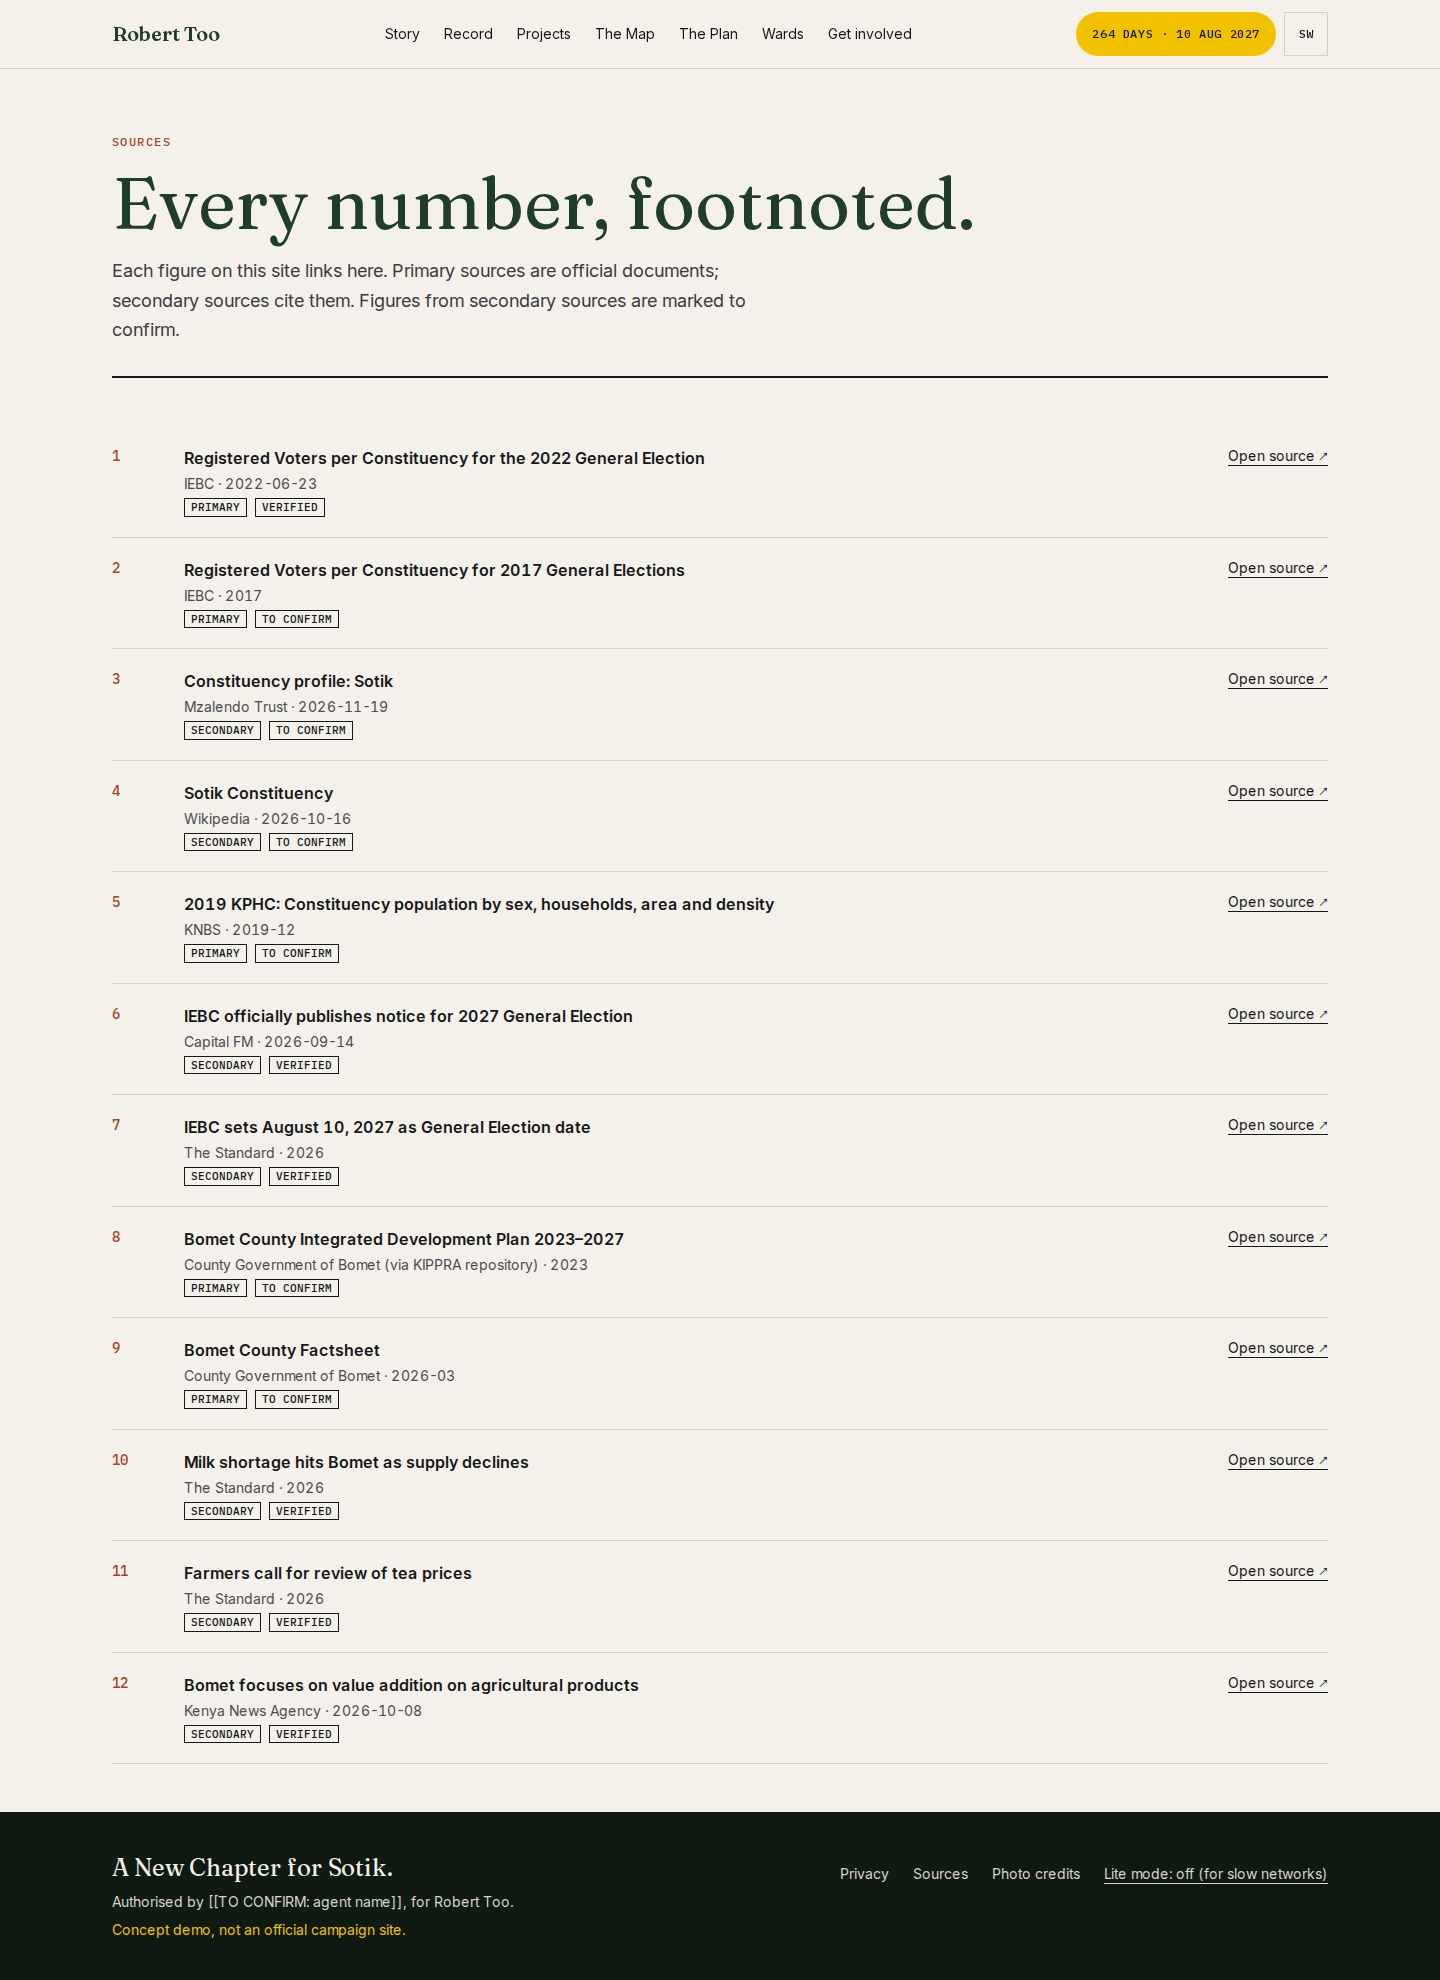 Robert Too
Story Record Projects The Map The Plan Wards Get involved
264 DAYS · 10 AUG 2027
SW
SOURCES
Every number, footnoted.
Each figure on this site links here. Primary sources are official documents;
secondary sources cite them. Figures from secondary sources are marked to
confirm.
1
Registered Voters per Constituency for the 2022 General Election
Open source ↗
IEBC · 2022-06-23
PRIMARY VERIFIED
2
Registered Voters per Constituency for 2017 General Elections
Open source ↗
IEBC · 2017
PRIMARY TO CONFIRM
3
Constituency profile: Sotik
Open source ↗
Mzalendo Trust · 2026-11-19
SECONDARY TO CONFIRM
4
Sotik Constituency
Open source ↗
Wikipedia · 2026-10-16
SECONDARY TO CONFIRM
5
2019 KPHC: Constituency population by sex, households, area and density
Open source ↗
KNBS · 2019-12
PRIMARY TO CONFIRM
6
IEBC officially publishes notice for 2027 General Election
Open source ↗
Capital FM · 2026-09-14
SECONDARY VERIFIED
7
IEBC sets August 10, 2027 as General Election date
Open source ↗
The Standard · 2026
SECONDARY VERIFIED
8
Bomet County Integrated Development Plan 2023–2027
Open source ↗
County Government of Bomet (via KIPPRA repository) · 2023
PRIMARY TO CONFIRM
9
Bomet County Factsheet
Open source ↗
County Government of Bomet · 2026-03
PRIMARY TO CONFIRM
10
Milk shortage hits Bomet as supply declines
Open source ↗
The Standard · 2026
SECONDARY VERIFIED
11
Farmers call for review of tea prices
Open source ↗
The Standard · 2026
SECONDARY VERIFIED
12
Bomet focuses on value addition on agricultural products
Open source ↗
Kenya News Agency · 2026-10-08
SECONDARY VERIFIED
A New Chapter for Sotik.
Authorised by [[TO CONFIRM: agent name]], for Robert Too.
Concept demo, not an official campaign site.
Privacy Sources Photo credits Lite mode: off (for slow networks)